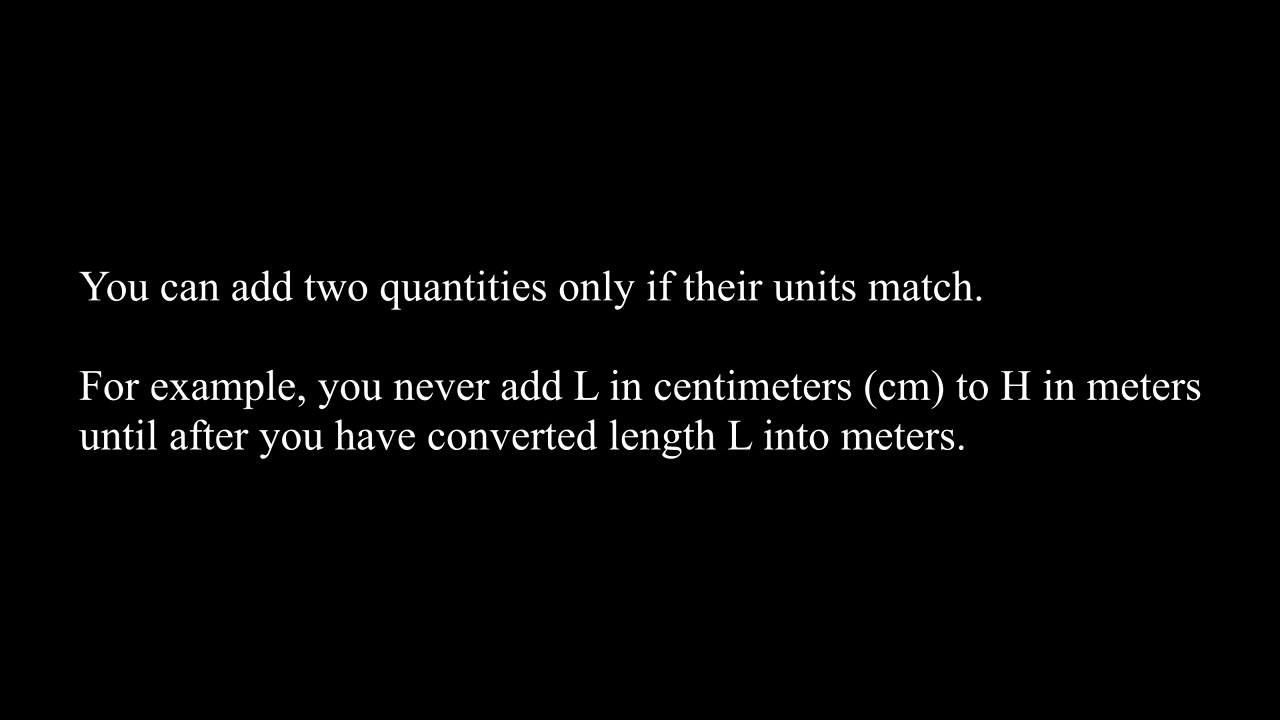 You can add two quantities only if their units match.
For example, you never add L in centimeters (cm) to H in meters
until after you have converted length L into meters.